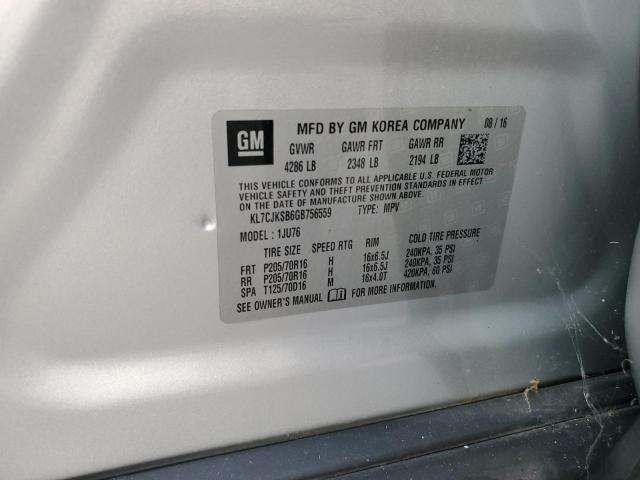 GM
MFD BY GM KOREA COMPANY 08/16
GVWR GAWR FRT GAWR RR
4286 LB 2348 LB 2194 LB
THIS VEHICLE CONFORMS TO ALL APPLICABLE U.S. FEDERAL MOTOR
VEHICLE SAFETY AND THEFT PREVENTION STANDARDS IN EFFECT
ON THE DATE OF MANUFACTURE SHOWN ABOVE.
KL7CJKSB6GB756559 TYPE: MPV
MODEL: 1JU76
TIRE SIZE SPEED RTG RIM COLD TIRE PRESSURE
FRT P205/70R16 H 16x6.5J 240KPA, 35 PSI
RR P205/70R16 H 16x6.5J 240KPA, 35 PSI
SPA T125/70D16 M 16x4.0T 420KPA, 60 PSI
SEE OWNER'S MANUAL FOR MORE INFORMATION.